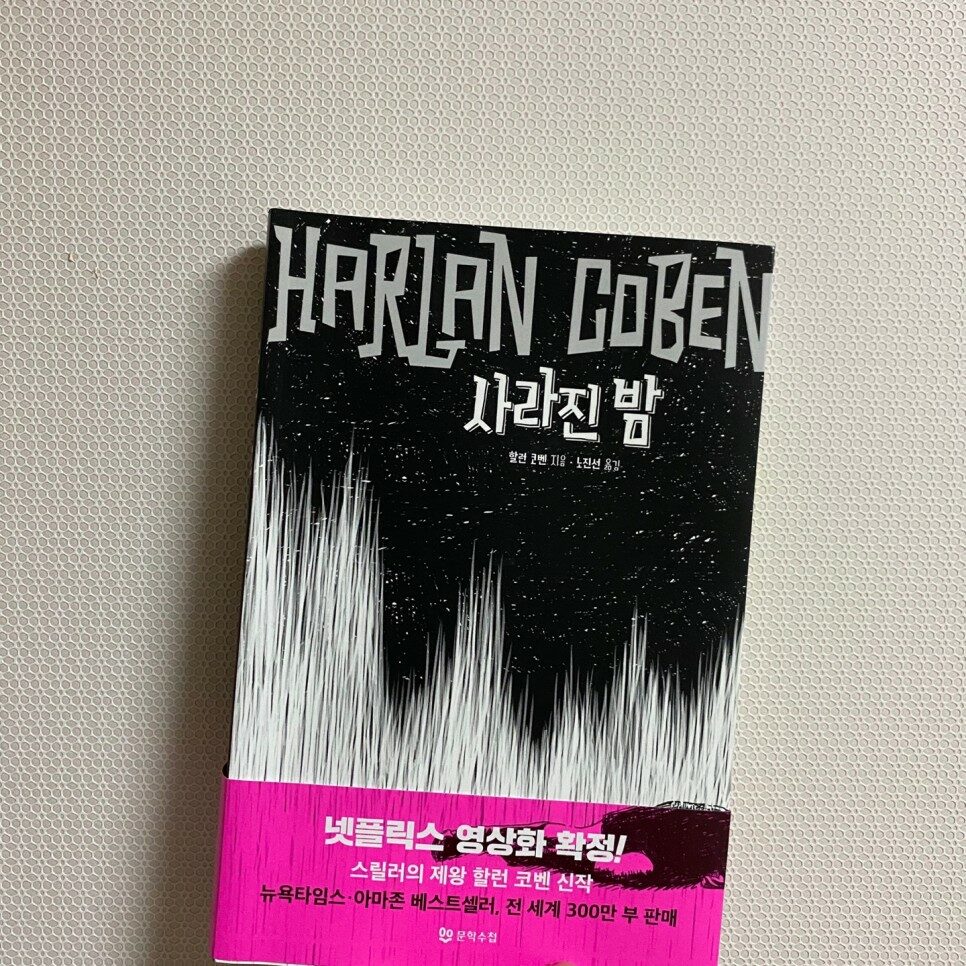 HARLAN COBEN
사라진 밤
할런 코벤 지음 · 노진선 옮김
넷플릭스 영상화 확정!
스릴러의 제왕 할런 코벤 신작
뉴욕타임스·아마존 베스트셀러, 전 세계 300만 부 판매
문학수첩